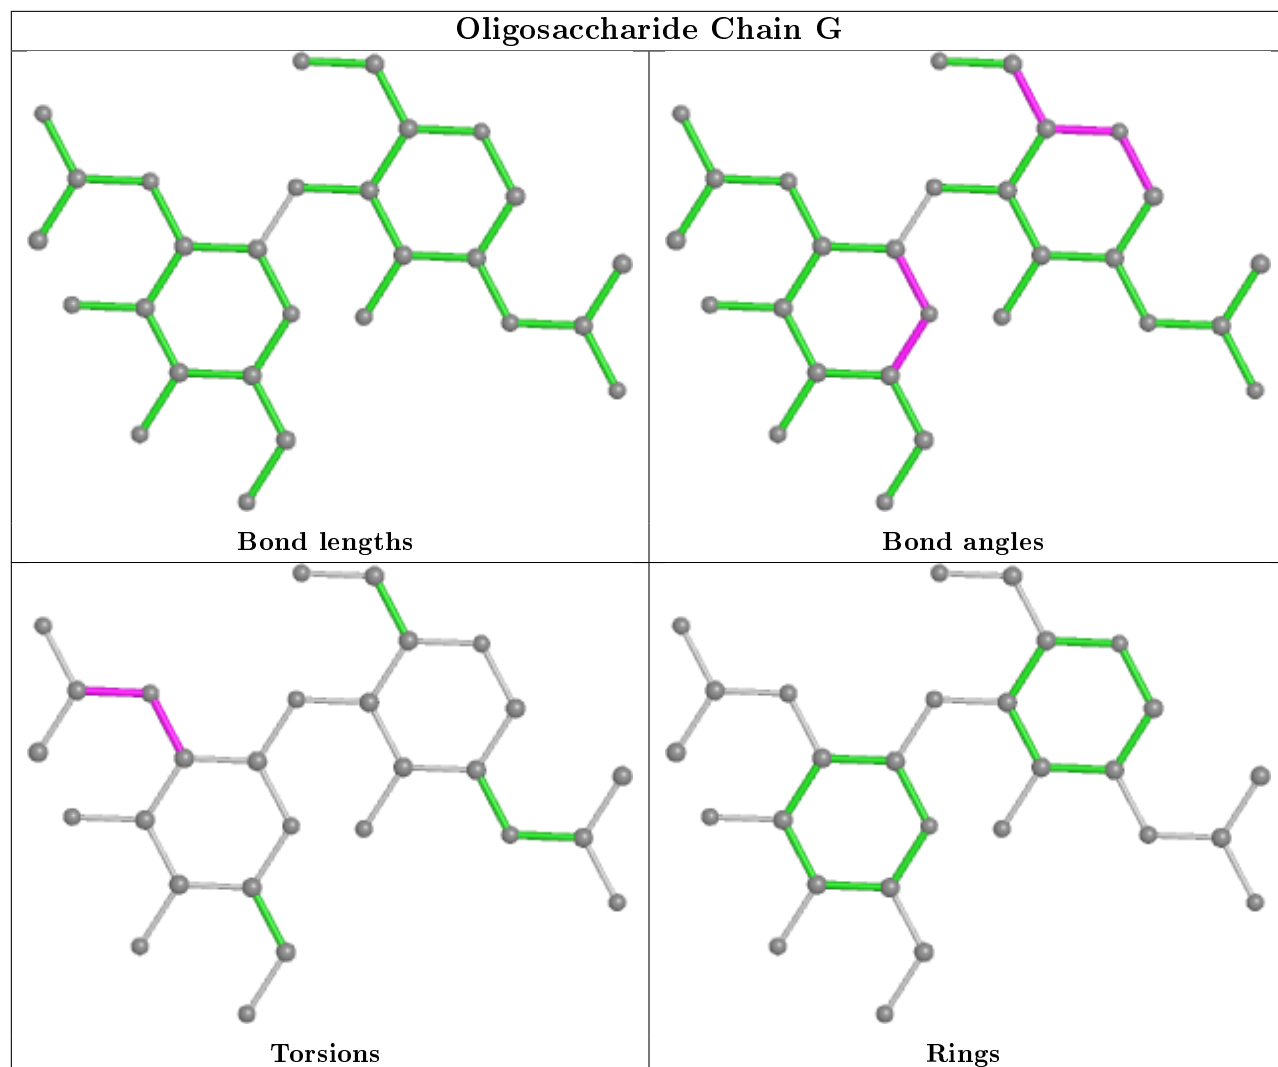 Oligosaccharide Chain G
Bond lengths
Bond angles
Torsions
Rings